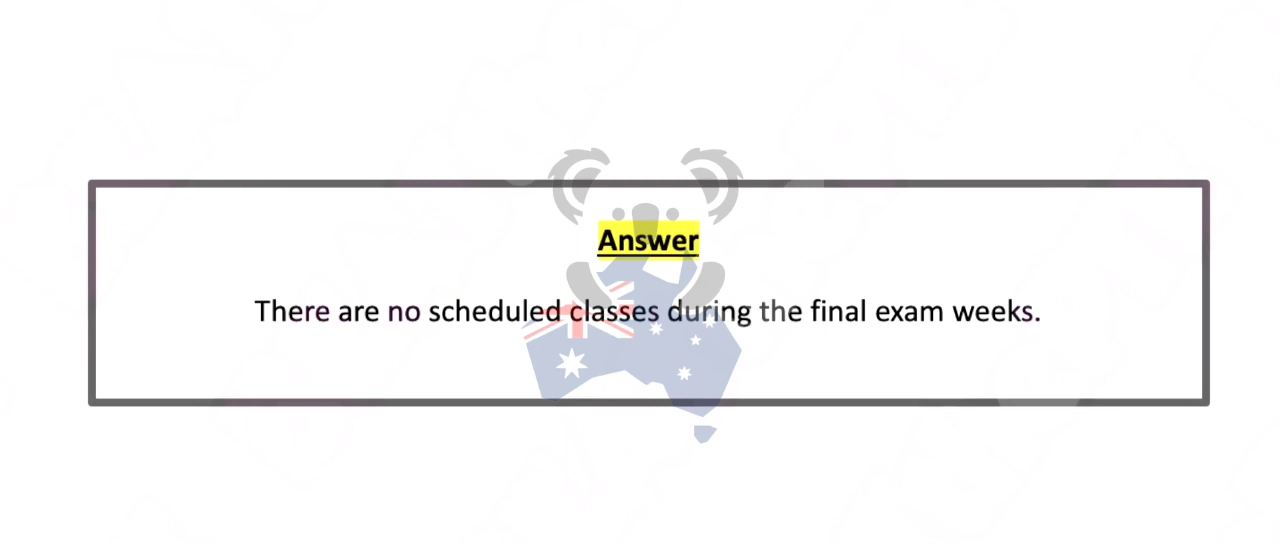 Answer
There are no scheduled classes during the final exam weeks.